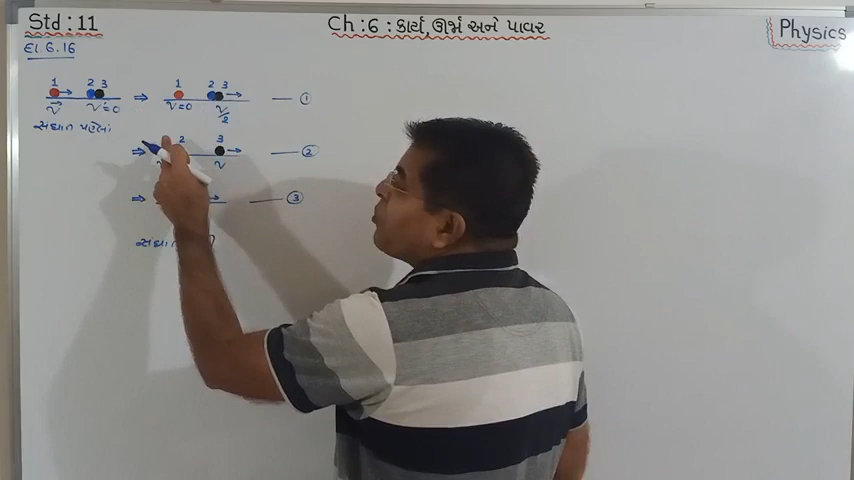 Std : 11
Ch : 6 : કાર્ય, ઊર્જા અને પાવર
Physics
દા 6.16
1 2 3 ⇒ 1 2 3 — ①
v v=0 v=0 v/2
સંઘાત પહેલાં
⇒ 2 3 — ②
v
⇒ — ③